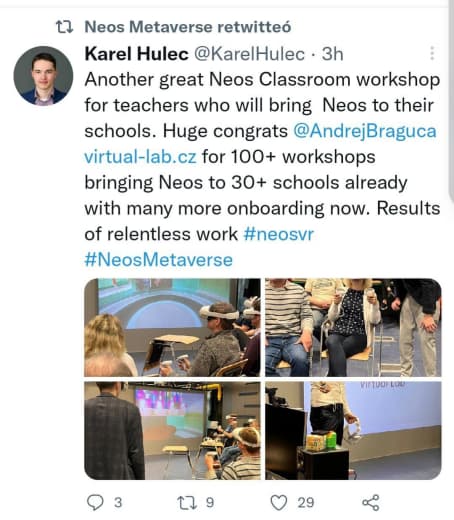 Neos Metaverse retwitteó
Karel Hulec @KarelHulec · 3h
Another great Neos Classroom workshop
for teachers who will bring Neos to their
schools. Huge congrats @AndrejBraguca
virtual-lab.cz for 100+ workshops
bringing Neos to 30+ schools already
with many more onboarding now. Results
of relentless work #neosvr
#NeosMetaverse
Virtual Lab
3 9 29